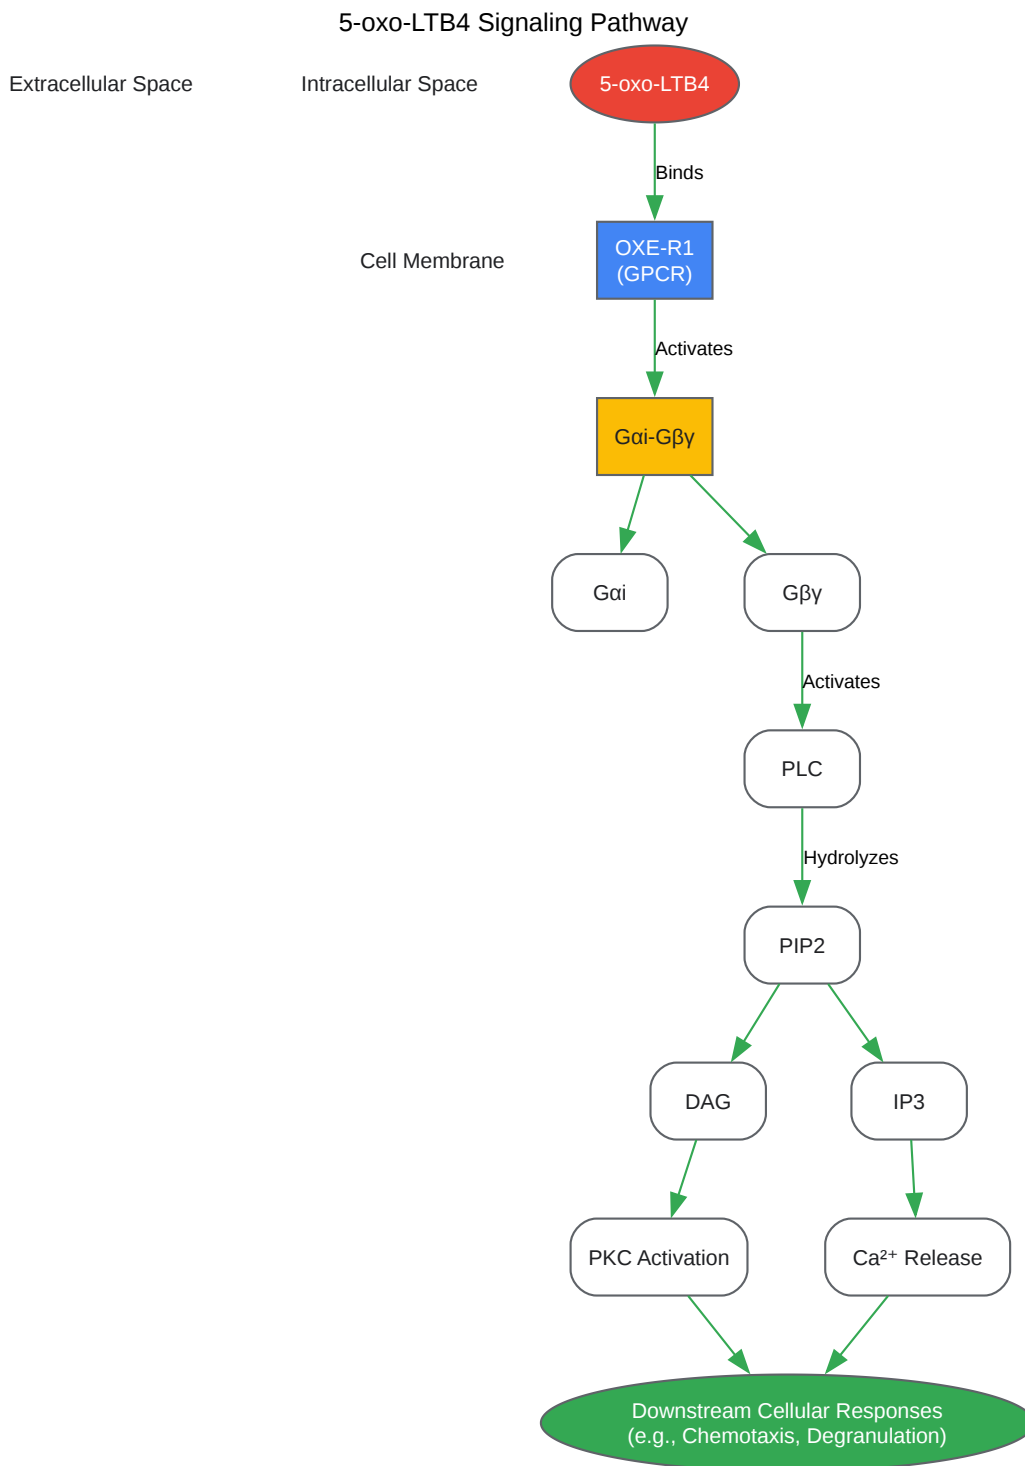 5-oxo-LTB4 Signaling Pathway
Extracellular Space
Intracellular Space
5-oxo-LTB4
Binds
Cell Membrane
OXE-R1
(GPCR)
Activates
Gαi-Gβγ
Gαi
Gβγ
Activates
PLC
Hydrolyzes
PIP2
DAG
IP3
PKC Activation
Ca²⁺ Release
Downstream Cellular Responses
(e.g., Chemotaxis, Degranulation)